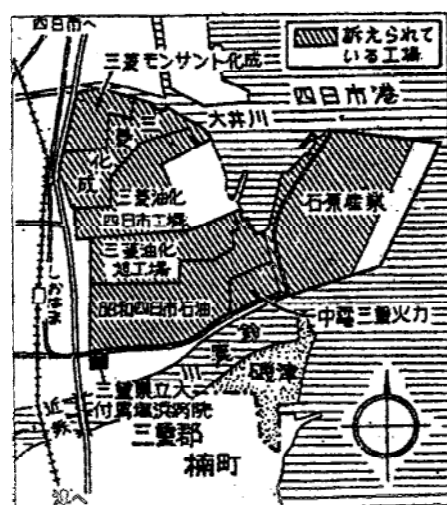 四日市へ
訴えられて
いる工場
三菱モンサント化成
四日市港
大井川
三菱
化成
三菱油化
四日市工場
石原産業
三菱油化
旭工場
しおはま
昭和四日市石油
中電三重火力
鈴
鹿
磯津
三重県立大
付属塩浜病院
近鉄
三重郡
楠町